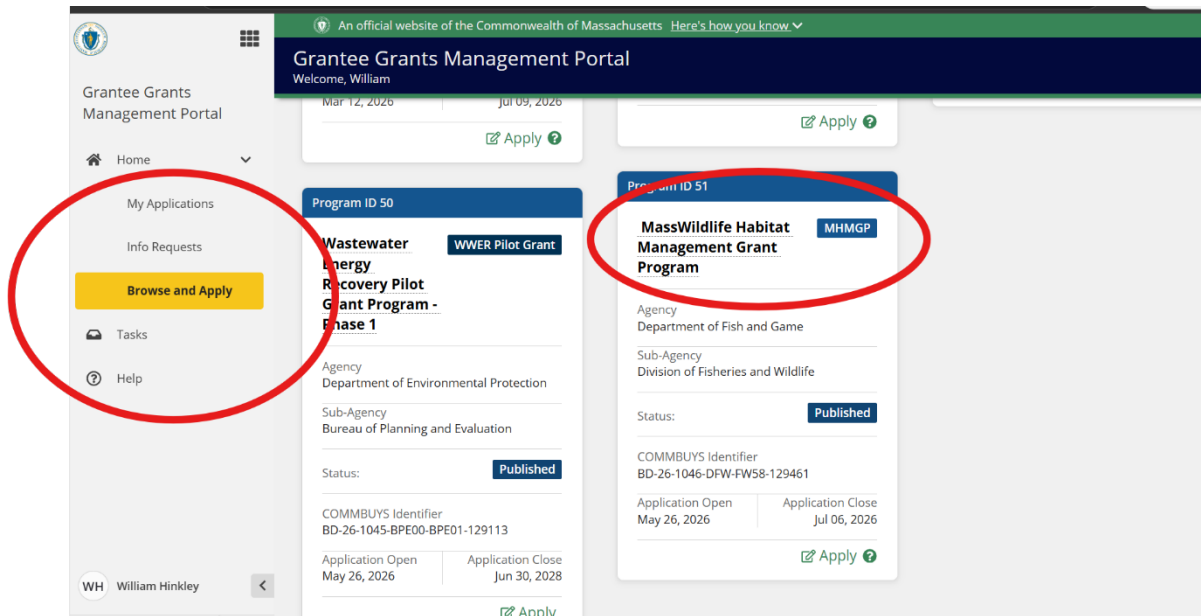 An official website of the Commonwealth of Massachusetts Here's how you know
Grantee Grants Management Portal
Welcome, William
Grantee Grants
Management Portal
Home
My Applications
Info Requests
Browse and Apply
Tasks
Help
WH William Hinkley
Mar 12, 2026 Jul 09, 2026
Apply
Program ID 50
Wastewater WWER Pilot Grant
Energy
Recovery Pilot
Grant Program -
Phase 1
Agency
Department of Environmental Protection
Sub-Agency
Bureau of Planning and Evaluation
Status: Published
COMMBUYS Identifier
BD-26-1045-BPE00-BPE01-129113
Application Open Application Close
May 26, 2026 Jun 30, 2028
Apply
Apply
Program ID 51
MassWildlife Habitat MHMGP
Management Grant
Program
Agency
Department of Fish and Game
Sub-Agency
Division of Fisheries and Wildlife
Status: Published
COMMBUYS Identifier
BD-26-1046-DFW-FW58-129461
Application Open Application Close
May 26, 2026 Jul 06, 2026
Apply